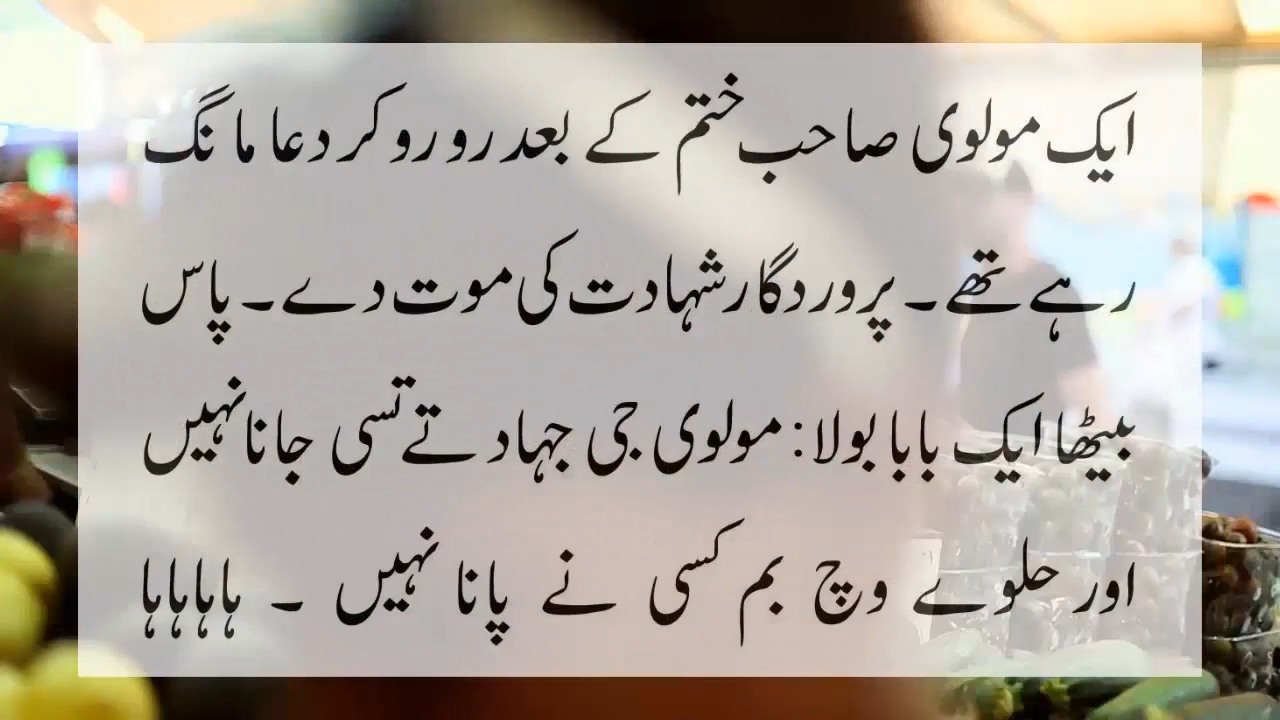 ایک مولوی صاحب ختم کے بعد رو رو کر دعا مانگ
رہے تھے ۔ پروردگار شہادت کی موت دے ۔ پاس
بیٹھا ایک بابا بولا : مولوی جی جہاد تے تسی جانا نہیں
اور حلوے وچ بم کسی نے پانا نہیں ۔ ہاہاہاہا